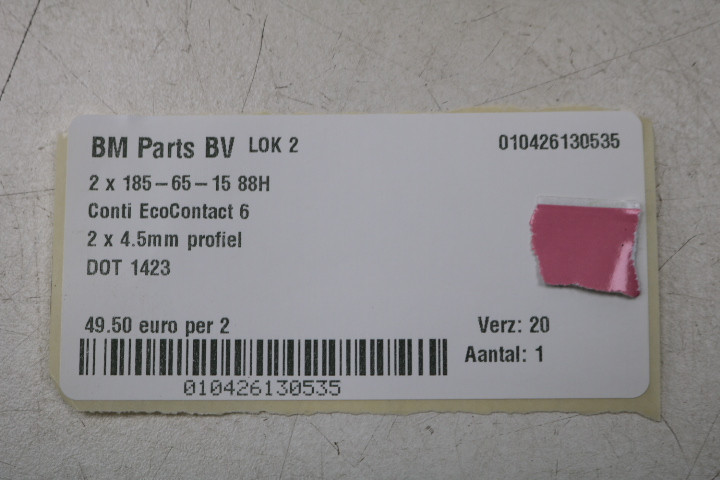 BM Parts BV LOK 2 010426130535
2 x 185-65-15 88H
Conti EcoContact 6
2 x 4.5mm profiel
DOT 1423
49.50 euro per 2 Verz: 20
Aantal: 1
010426130535